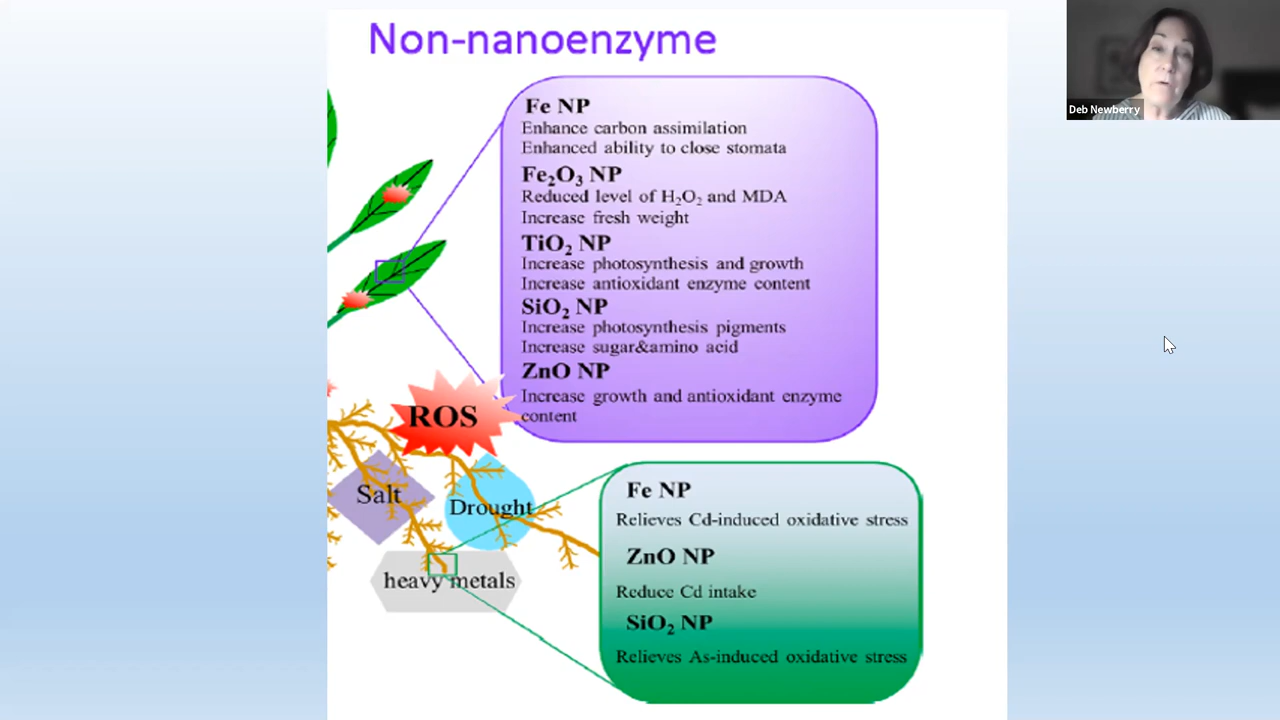 Non-nanoenzyme
Deb Newberry
Fe NP
Enhance carbon assimilation
Enhanced ability to close stomata
Fe₂O₃ NP
Reduced level of H₂O₂ and MDA
Increase fresh weight
TiO₂ NP
Increase photosynthesis and growth
Increase antioxidant enzyme content
SiO₂ NP
Increase photosynthesis pigments
Increase sugar&amino acid
ZnO NP
Increase growth and antioxidant enzyme
content
ROS
Salt
Drought
heavy metals
Fe NP
Relieves Cd-induced oxidative stress
ZnO NP
Reduce Cd intake
SiO₂ NP
Relieves As-induced oxidative stress